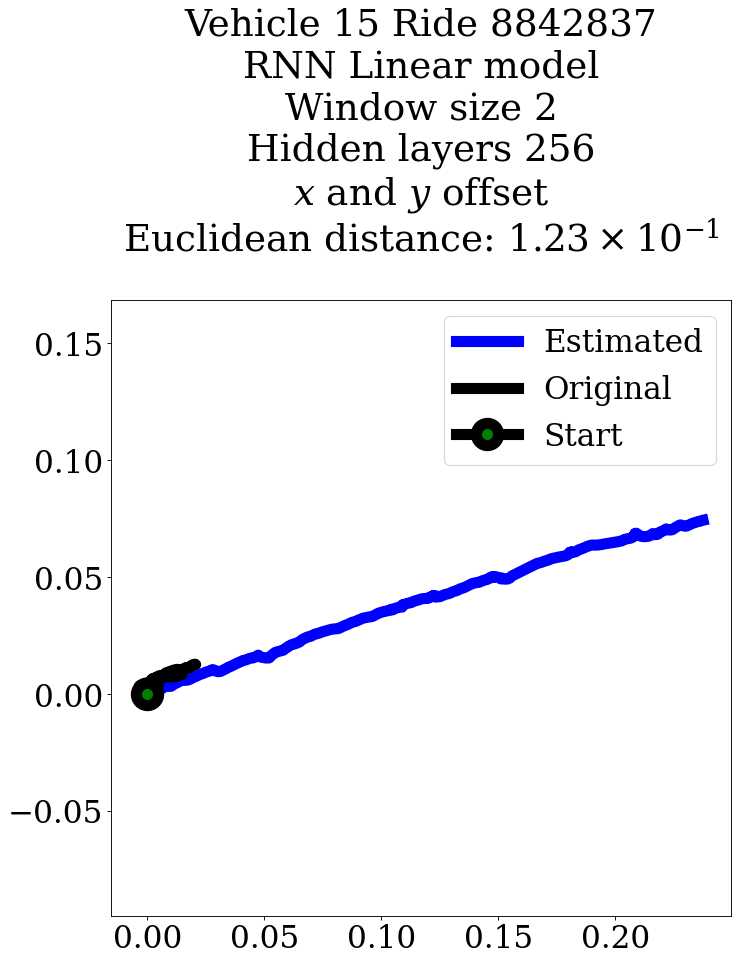 Vehicle 15 Ride 8842837
RNN Linear model
Window size 2
Hidden layers 256
x and y offset
Euclidean distance: 1.23 × 10⁻¹
Estimated
Original
Start
0.15
0.10
0.05
0.00
−0.05
0.00 0.05 0.10 0.15 0.20